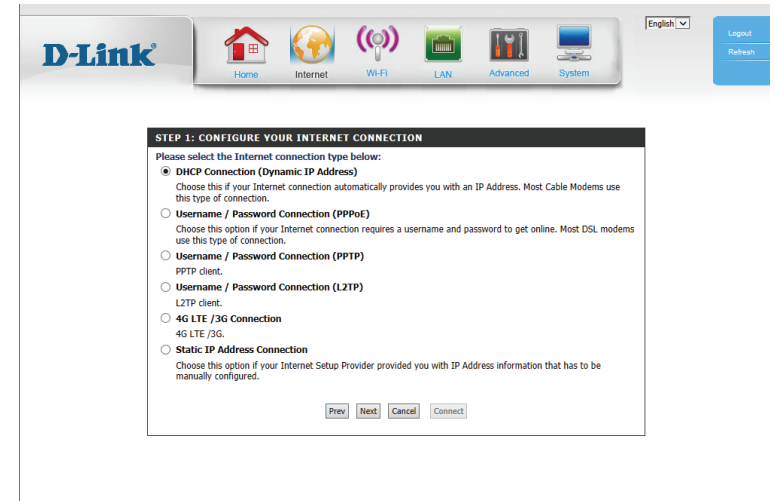 D-Link®
Home
Internet
Wi-Fi
LAN
Advanced
System
English
Logout
Refresh
STEP 1: CONFIGURE YOUR INTERNET CONNECTION
Please select the Internet connection type below:
DHCP Connection (Dynamic IP Address)
Choose this if your Internet connection automatically provides you with an IP Address. Most Cable Modems use
this type of connection.
Username / Password Connection (PPPoE)
Choose this option if your Internet connection requires a username and password to get online. Most DSL modems
use this type of connection.
Username / Password Connection (PPTP)
PPTP client.
Username / Password Connection (L2TP)
L2TP client.
4G LTE /3G Connection
4G LTE /3G.
Static IP Address Connection
Choose this option if your Internet Setup Provider provided you with IP Address information that has to be
manually configured.
Prev Next Cancel Connect